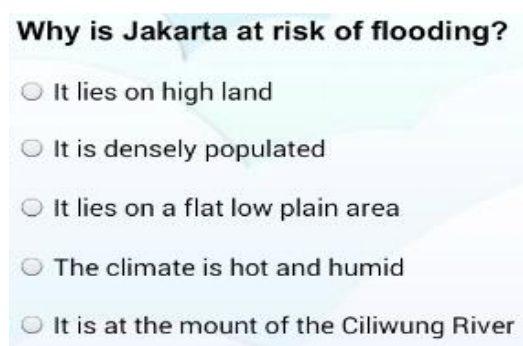 Why is Jakarta at risk of flooding?
It lies on high land
It is densely populated
It lies on a flat low plain area
The climate is hot and humid
It is at the mount of the Ciliwung River